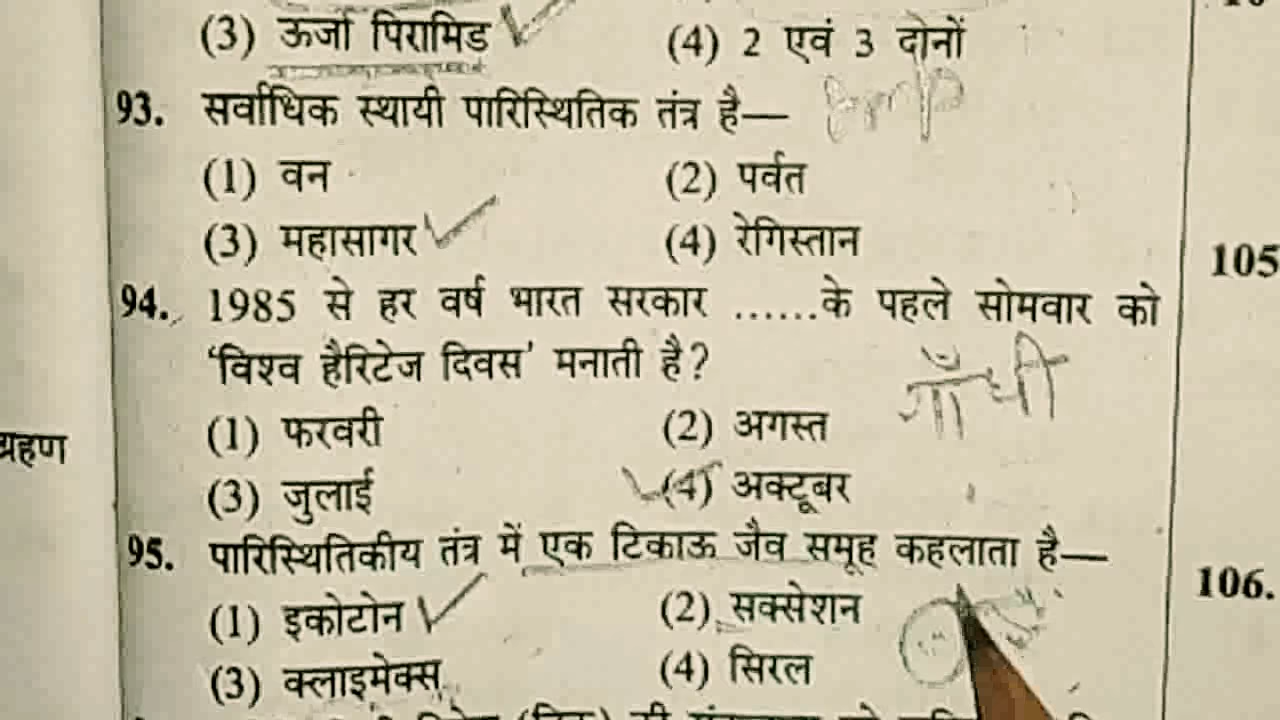 (3) ऊर्जा पिरामिड (4) 2 एवं 3 दोनों
93. सर्वाधिक स्थायी पारिस्थितिक तंत्र है—
(1) वन (2) पर्वत
(3) महासागर (4) रेगिस्तान
105
94. 1985 से हर वर्ष भारत सरकार ......के पहले सोमवार को
‘विश्व हैरिटेज दिवस’ मनाती है?
गाँधी
(1) फरवरी (2) अगस्त
ग्रहण
(3) जुलाई (4) अक्टूबर
95. पारिस्थितिकीय तंत्र में एक टिकाऊ जैव समूह कहलाता है—
106.
(1) इकोटोन (2) सक्सेशन
(3) क्लाइमेक्स (4) सिरल